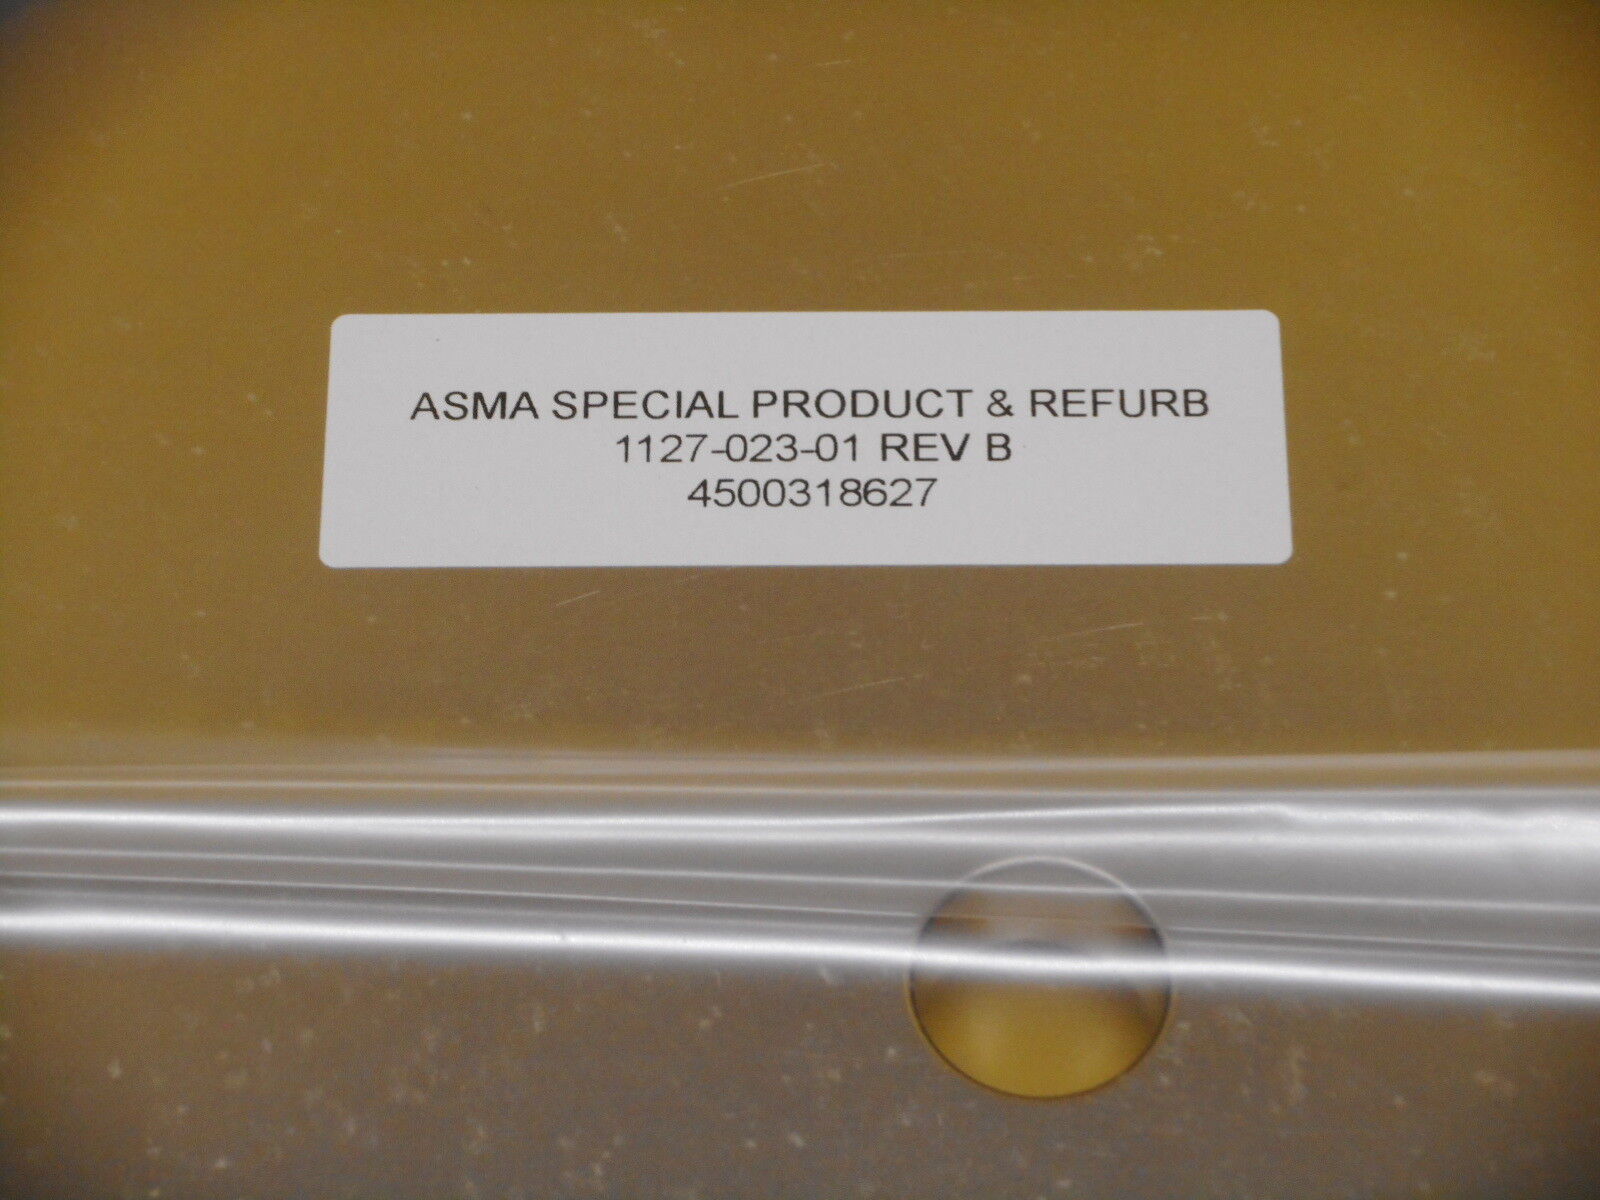 ASMA SPECIAL PRODUCT & REFURB
1127-023-01 REV B
4500318627